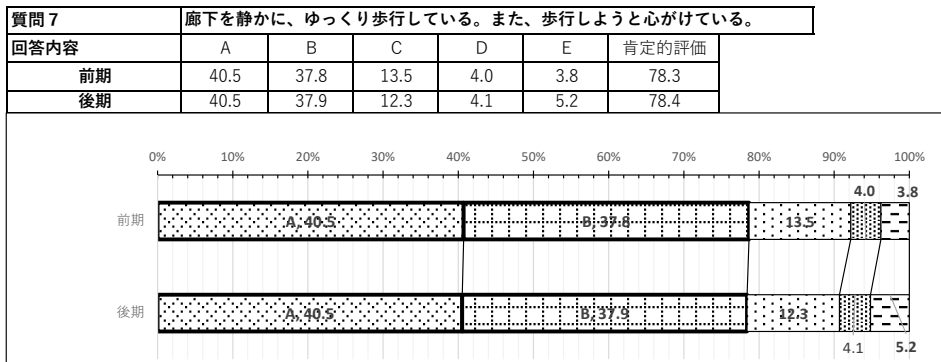 質問７ 廊下を静かに、ゆっくり歩行している。また、歩行しようと心がけている。
回答内容 A B C D E 肯定的評価
前期 40.5 37.8 13.5 4.0 3.8 78.3
後期 40.5 37.9 12.3 4.1 5.2 78.4
0% 10% 20% 30% 40% 50% 60% 70% 80% 90% 100%
4.0 3.8
前期 A, 40.5 B, 37.8 13.5
後期 A, 40.5 B, 37.9 12.3
4.1 5.2